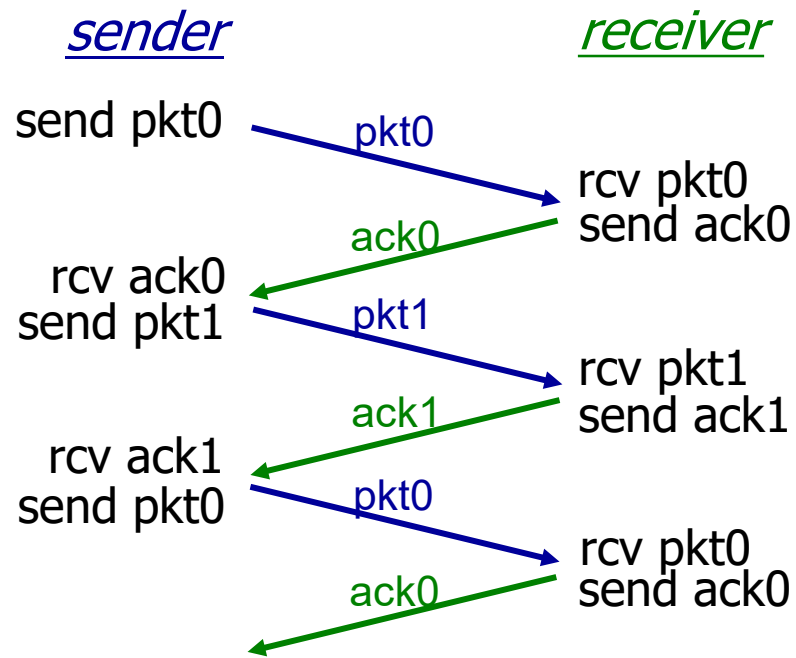 sender
receiver
send pkt0
pkt0
rcv pkt0
send ack0
ack0
rcv ack0
send pkt1
pkt1
rcv pkt1
send ack1
ack1
rcv ack1
send pkt0
pkt0
rcv pkt0
send ack0
ack0